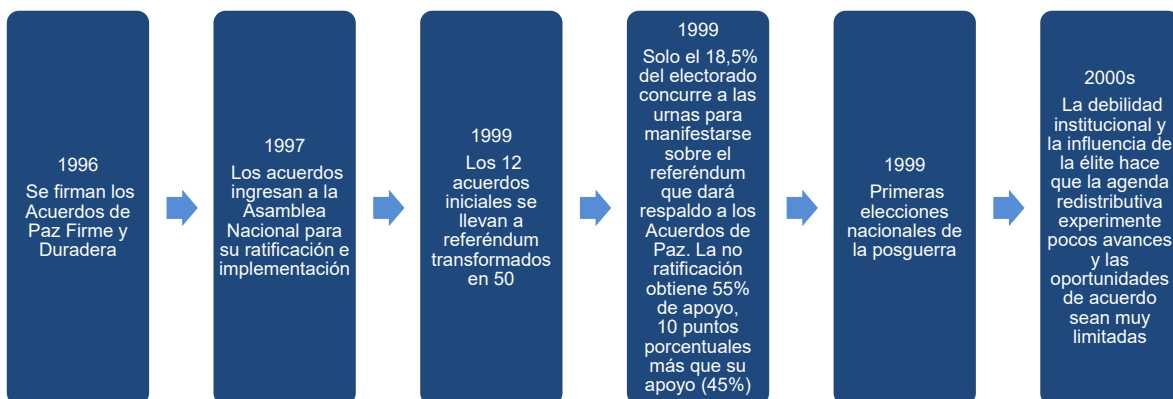 1996
Se firman los
Acuerdos de
Paz Firme y
Duradera
1997
Los acuerdos
ingresan a la
Asamblea
Nacional para
su ratificación e
implementación
1999
Los 12
acuerdos
iniciales se
llevan a
referéndum
transformados
en 50
1999
Solo el 18,5%
del electorado
concurre a las
urnas para
manifestarse
sobre el
referéndum
que dará
respaldo a los
Acuerdos de
Paz. La no
ratificación
obtiene 55%
de apoyo,
10 puntos
porcentuales
más que su
apoyo (45%)
1999
Primeras
elecciones
nacionales de
la posguerra
2000s
La debilidad
institucional y
la influencia de
la élite hace
que la agenda
redistributiva
experimente
pocos avances
y las
oportunidades
de acuerdo
sean muy
limitadas